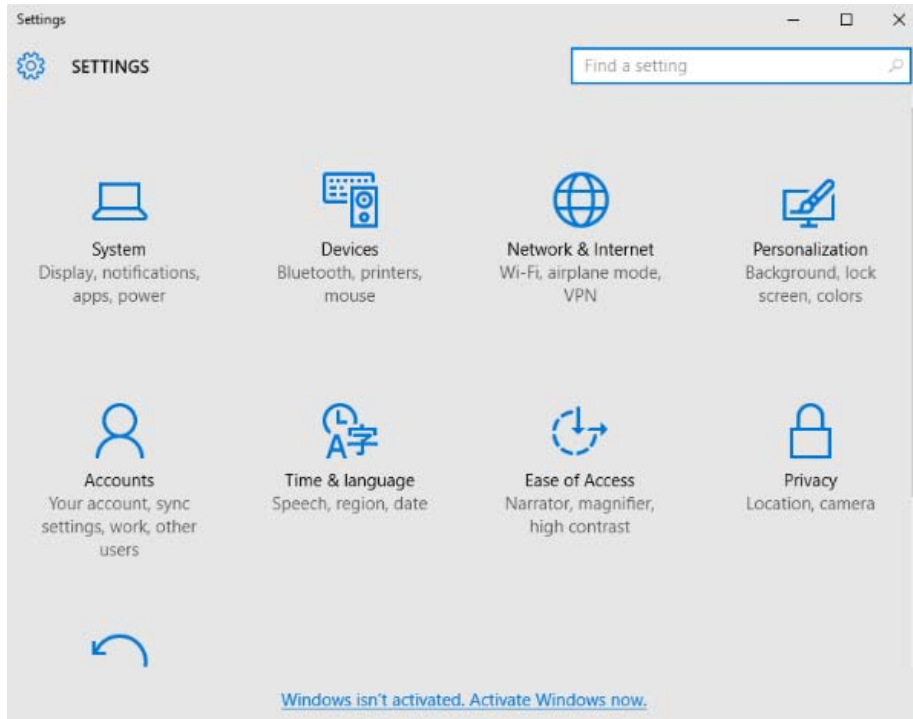 Settings
SETTINGS
Find a setting
System
Display, notifications,
apps, power
Devices
Bluetooth, printers,
mouse
Network & Internet
Wi-Fi, airplane mode,
VPN
Personalization
Background, lock
screen, colors
Accounts
Your account, sync
settings, work, other
users
Time & language
Speech, region, date
Ease of Access
Narrator, magnifier,
high contrast
Privacy
Location, camera
Windows isn't activated. Activate Windows now.